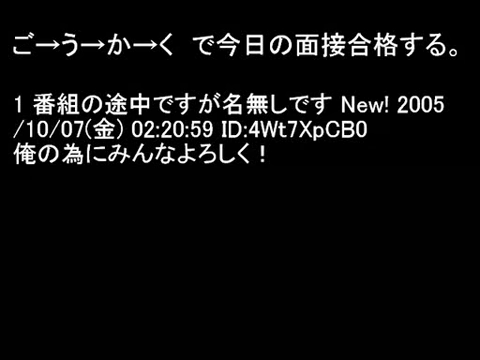 ご→う→か→く　で今日の面接合格する。
1 番組の途中ですが名無しです New! 2005
/10/07(金) 02:20:59 ID:4Wt7XpCB0
俺の為にみんなよろしく！